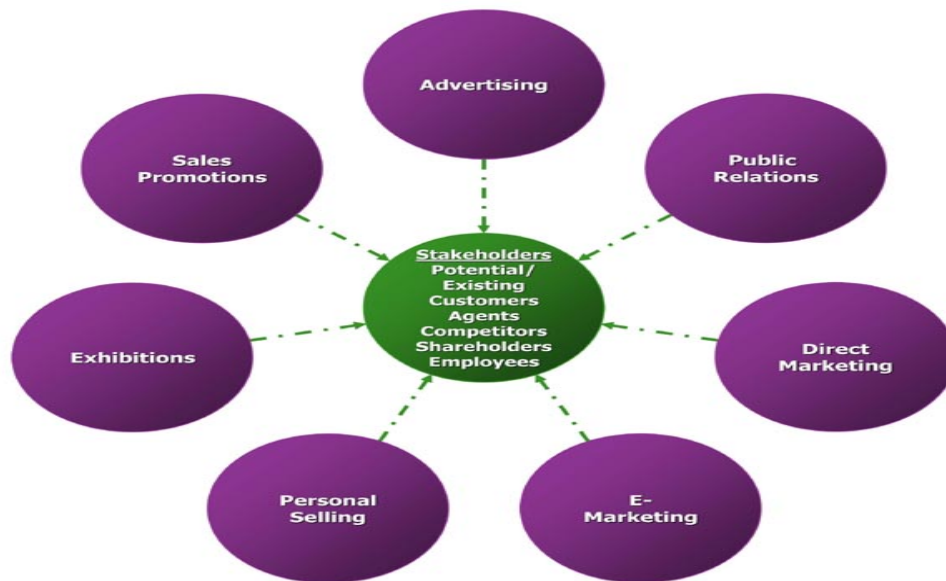 Advertising
Sales
Promotions
Public
Relations
Stakeholders
Potential/
Existing
Customers
Agents
Competitors
Shareholders
Employees
Exhibitions
Direct
Marketing
Personal
Selling
E-
Marketing